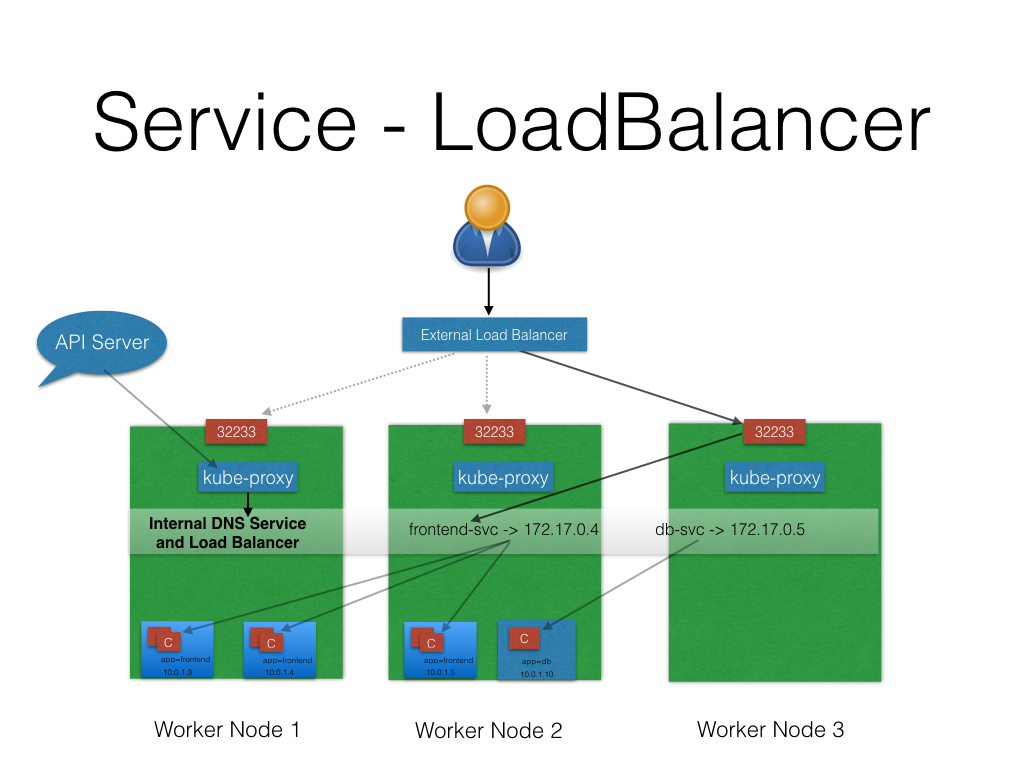 Service - LoadBalancer
External Load Balancer
API Server
32233
32233
32233
kube-proxy
kube-proxy
kube-proxy
Internal DNS Service
and Load Balancer
frontend-svc -> 172.17.0.4
db-svc -> 172.17.0.5
C
app=frontend
10.0.1.3
C
app=frontend
10.0.1.4
C
app=frontend
10.0.1.5
C
app=db
10.0.1.10
Worker Node 1
Worker Node 2
Worker Node 3